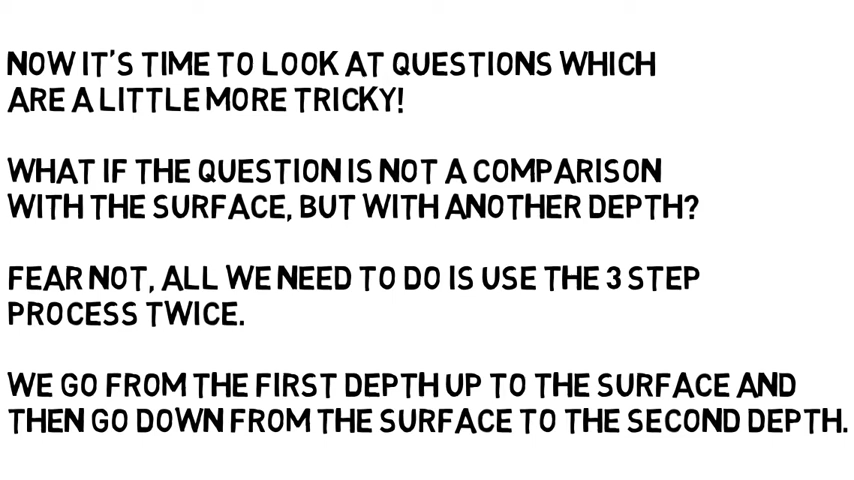 NOW IT'S TIME TO LOOK AT QUESTIONS WHICH
ARE A LITTLE MORE TRICKY!
WHAT IF THE QUESTION IS NOT A COMPARISON
WITH THE SURFACE, BUT WITH ANOTHER DEPTH?
FEAR NOT, ALL WE NEED TO DO IS USE THE 3 STEP
PROCESS TWICE.
WE GO FROM THE FIRST DEPTH UP TO THE SURFACE AND
THEN GO DOWN FROM THE SURFACE TO THE SECOND DEPTH.